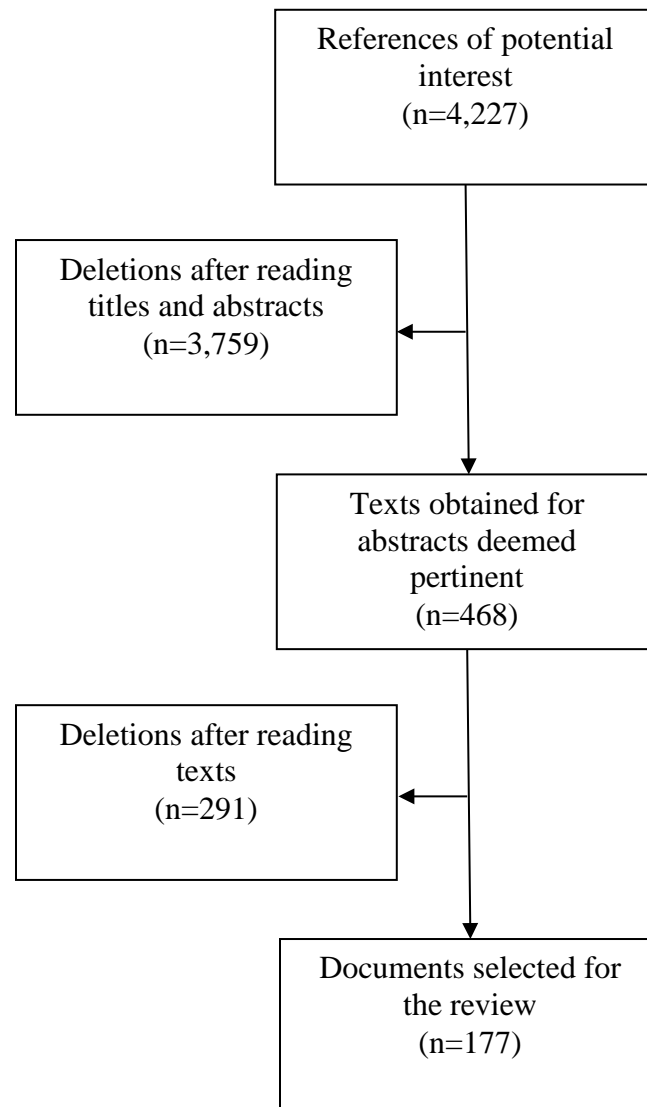 References of potential
interest
(n=4,227)
Deletions after reading
titles and abstracts
(n=3,759)
Texts obtained for
abstracts deemed
pertinent
(n=468)
Deletions after reading
texts
(n=291)
Documents selected for
the review
(n=177)